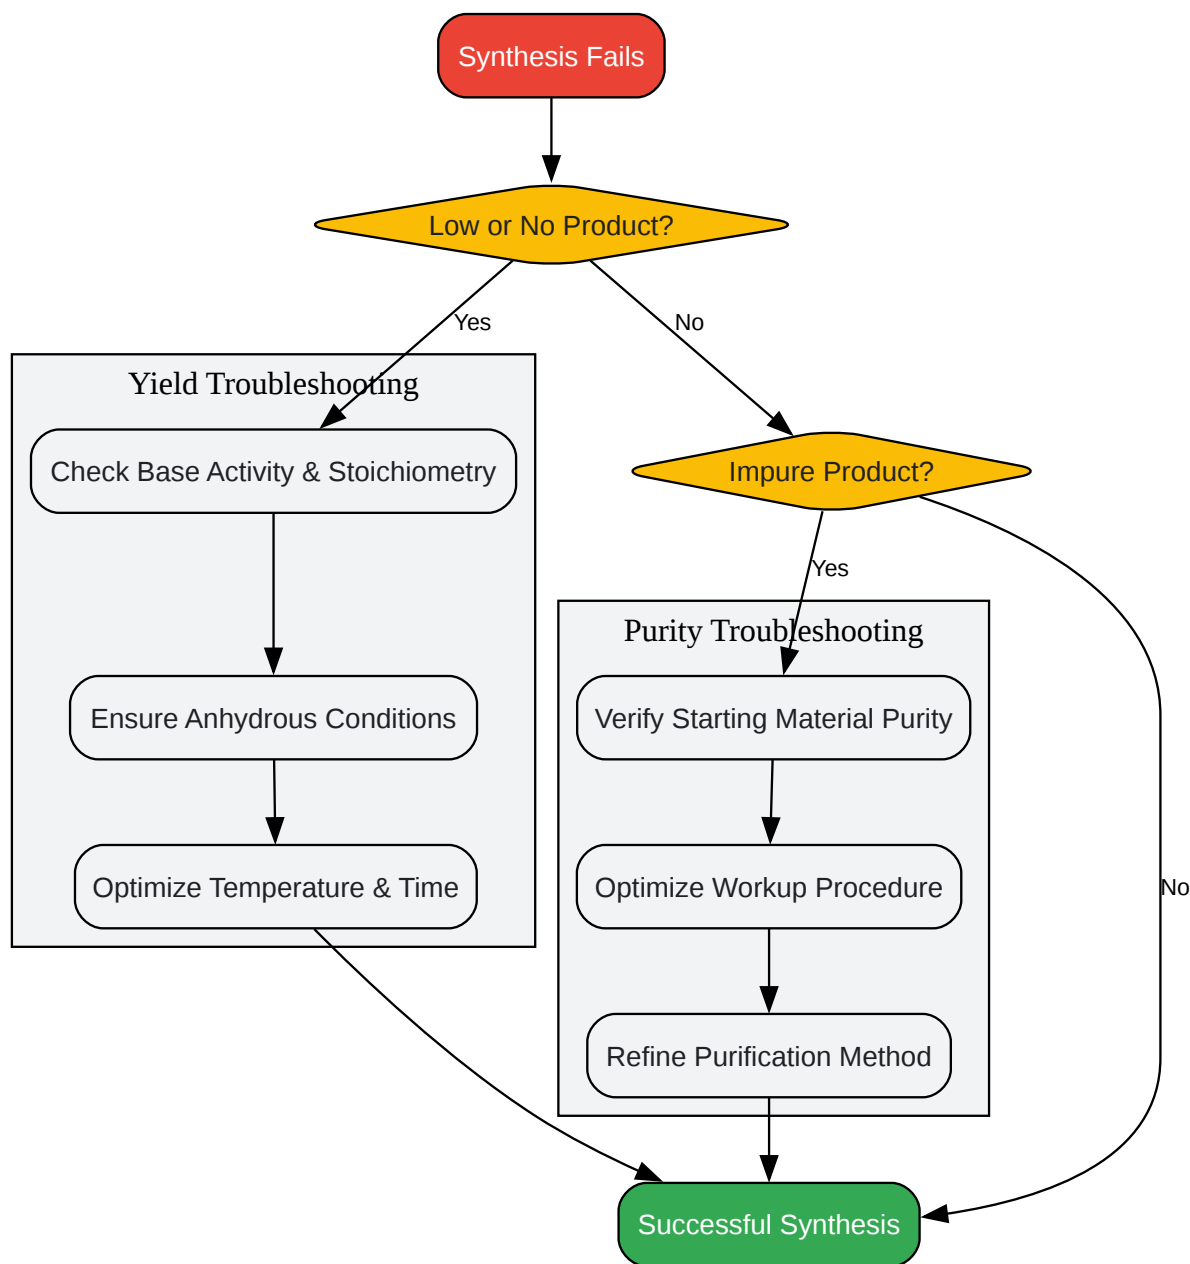 Synthesis Fails
Low or No Product?
Yes
No
Yield Troubleshooting
Check Base Activity & Stoichiometry
Impure Product?
Yes
Purity Troubleshooting
Ensure Anhydrous Conditions
Verify Starting Material Purity
Optimize Temperature & Time
Optimize Workup Procedure
No
Refine Purification Method
Successful Synthesis